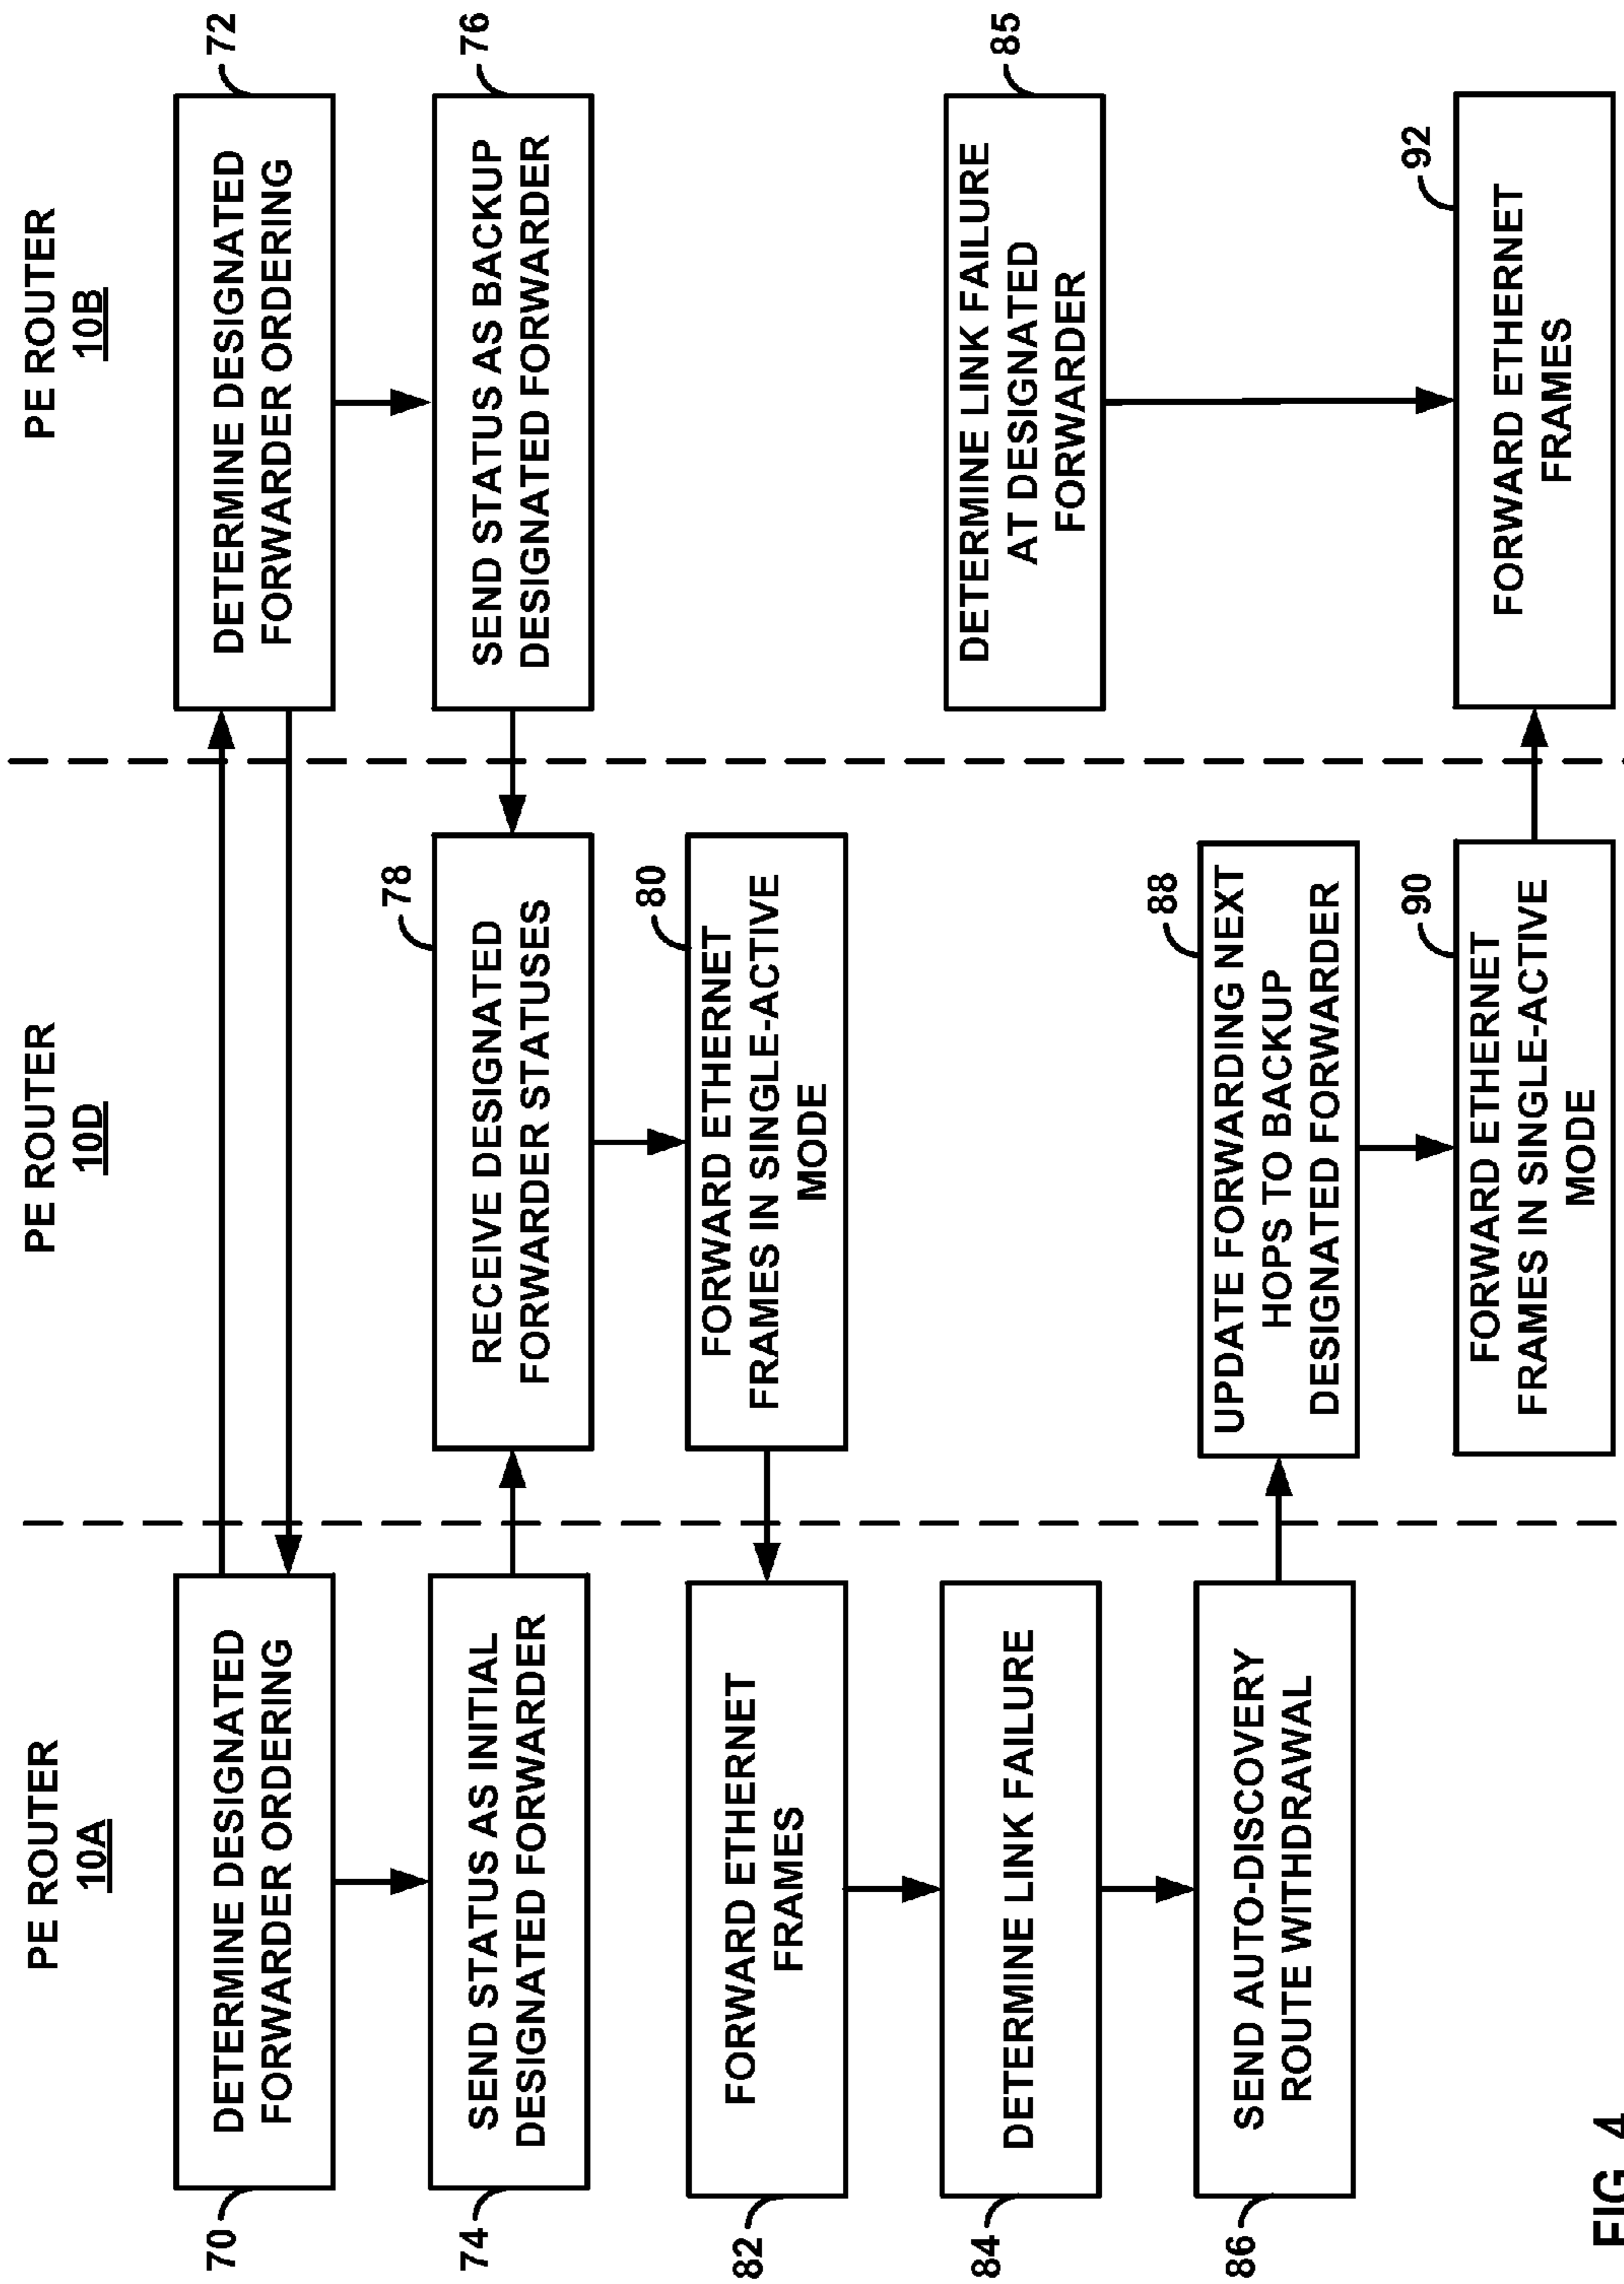 PE ROUTER
10A
PE ROUTER
10D
PE ROUTER
10B
70
DETERMINE DESIGNATED
FORWARDER ORDERING
72
DETERMINE DESIGNATED
FORWARDER ORDERING
74
SEND STATUS AS INITIAL
DESIGNATED FORWARDER
78
RECEIVE DESIGNATED
FORWARDER STATUSES
76
SEND STATUS AS BACKUP
DESIGNATED FORWARDER
82
FORWARD ETHERNET
FRAMES
80
FORWARD ETHERNET
FRAMES IN SINGLE-ACTIVE
MODE
84
DETERMINE LINK FAILURE
85
DETERMINE LINK FAILURE
AT DESIGNATED
FORWARDER
86
SEND AUTO-DISCOVERY
ROUTE WITHDRAWAL
88
UPDATE FORWARDING NEXT
HOPS TO BACKUP
DESIGNATED FORWARDER
90
FORWARD ETHERNET
FRAMES IN SINGLE-ACTIVE
MODE
92
FORWARD ETHERNET
FRAMES
FIG. 4